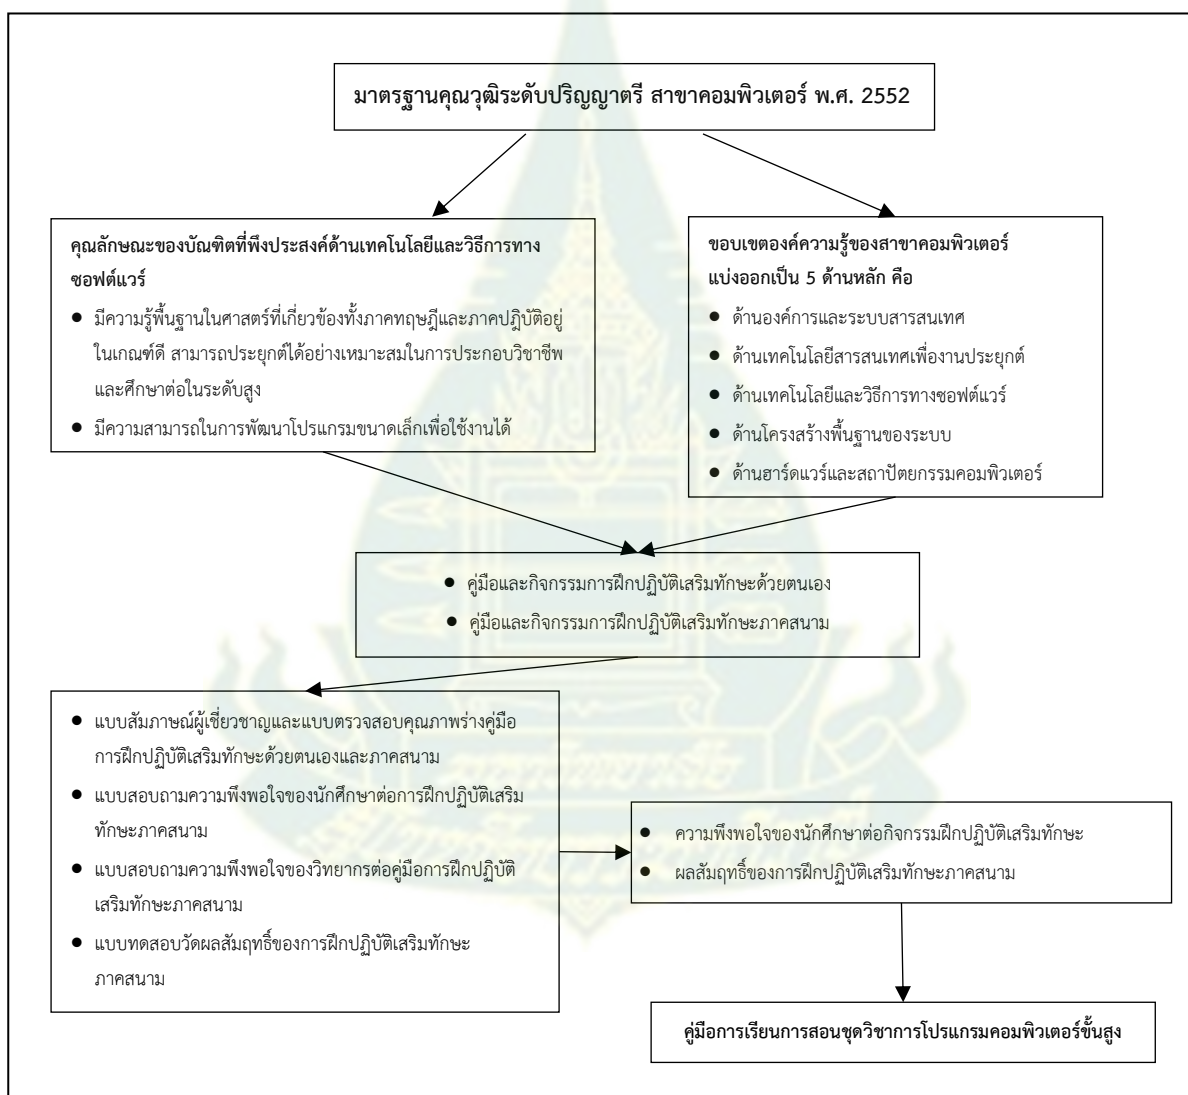 มาตรฐานคุณวุฒิระดับปริญญาตรี สาขาคอมพิวเตอร์ พ.ศ. 2552
คุณลักษณะของบัณฑิตที่พึงประสงค์ด้านเทคโนโลยีและวิธีการทาง
ซอฟต์แวร์
● มีความรู้พื้นฐานในศาสตร์ที่เกี่ยวข้องทั้งภาคทฤษฎีและภาคปฏิบัติอยู่
ในเกณฑ์ดี สามารถประยุกต์ได้อย่างเหมาะสมในการประกอบวิชาชีพ
และศึกษาต่อในระดับสูง
● มีความสามารถในการพัฒนาโปรแกรมขนาดเล็กเพื่อใช้งานได้
ขอบเขตองค์ความรู้ของสาขาคอมพิวเตอร์
แบ่งออกเป็น 5 ด้านหลัก คือ
● ด้านองค์การและระบบสารสนเทศ
● ด้านเทคโนโลยีสารสนเทศเพื่องานประยุกต์
● ด้านเทคโนโลยีและวิธีการทางซอฟต์แวร์
● ด้านโครงสร้างพื้นฐานของระบบ
● ด้านฮาร์ดแวร์และสถาปัตยกรรมคอมพิวเตอร์
● คู่มือและกิจกรรมการฝึกปฏิบัติเสริมทักษะด้วยตนเอง
● คู่มือและกิจกรรมการฝึกปฏิบัติเสริมทักษะภาคสนาม
● แบบสัมภาษณ์ผู้เชี่ยวชาญและแบบตรวจสอบคุณภาพร่างคู่มือ
การฝึกปฏิบัติเสริมทักษะด้วยตนเองและภาคสนาม
● แบบสอบถามความพึงพอใจของนักศึกษาต่อการฝึกปฏิบัติเสริม
ทักษะภาคสนาม
● แบบสอบถามความพึงพอใจของวิทยากรต่อคู่มือการฝึกปฏิบัติ
เสริมทักษะภาคสนาม
● แบบทดสอบวัดผลสัมฤทธิ์ของการฝึกปฏิบัติเสริมทักษะ
ภาคสนาม
● ความพึงพอใจของนักศึกษาต่อกิจกรรมฝึกปฏิบัติเสริมทักษะ
● ผลสัมฤทธิ์ของการฝึกปฏิบัติเสริมทักษะภาคสนาม
คู่มือการเรียนการสอนชุดวิชาการโปรแกรมคอมพิวเตอร์ขั้นสูง